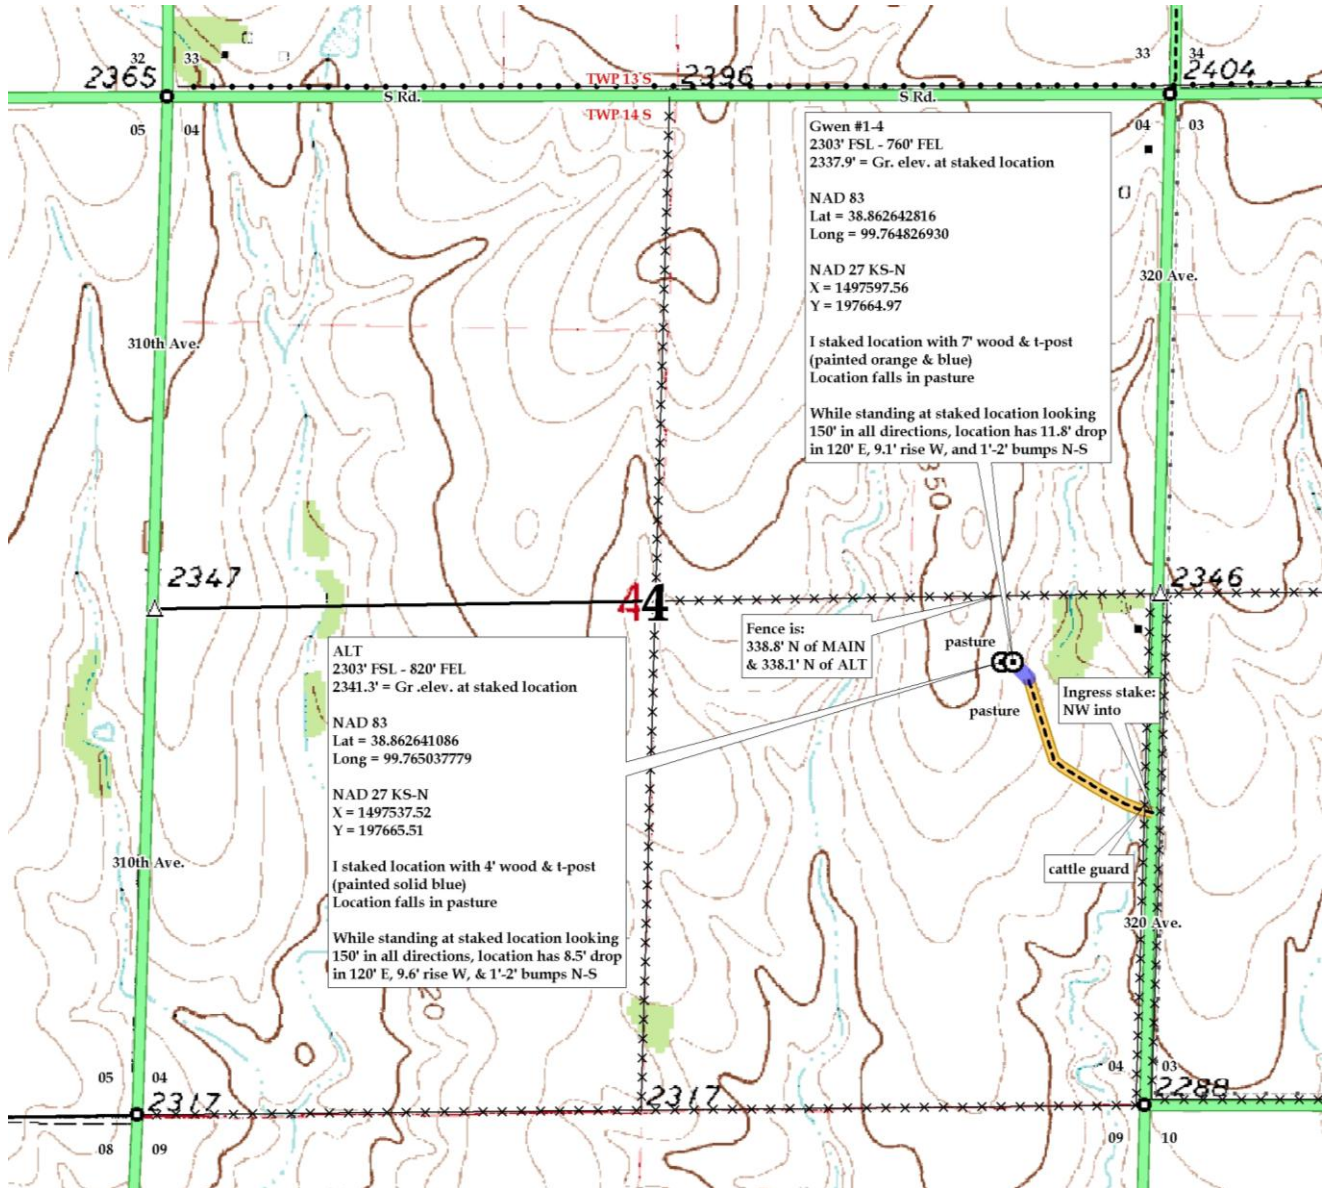 32
33
33
34
2365
TWP 13 S
2396
2404
S Rd.
S Rd.
TWP 14 S
05
04
04
03
Gwen #1-4
2303' FSL - 760' FEL
2337.9' = Gr. elev. at staked location
NAD 83
Lat = 38.862642816
Long = 99.764826930
NAD 27 KS-N
X = 1497597.56
Y = 197664.97
I staked location with 7' wood & t-post
(painted orange & blue)
Location falls in pasture
While standing at staked location looking
150' in all directions, location has 11.8' drop
in 120' E, 9.1' rise W, and 1'-2' bumps N-S
320 Ave.
310th Ave.
350
2347
4
4
2346
Fence is:
338.8' N of MAIN
& 338.1' N of ALT
pasture
pasture
Ingress stake:
NW into
ALT
2303' FSL - 820' FEL
2341.3' = Gr .elev. at staked location
NAD 83
Lat = 38.862641086
Long = 99.765037779
NAD 27 KS-N
X = 1497537.52
Y = 197665.51
I staked location with 4' wood & t-post
(painted solid blue)
Location falls in pasture
While standing at staked location looking
150' in all directions, location has 8.5' drop
in 120' E, 9.6' rise W, & 1'-2' bumps N-S
310th Ave.
cattle guard
320 Ave.
20
05
04
04
03
2317
2317
2288
08
09
09
10